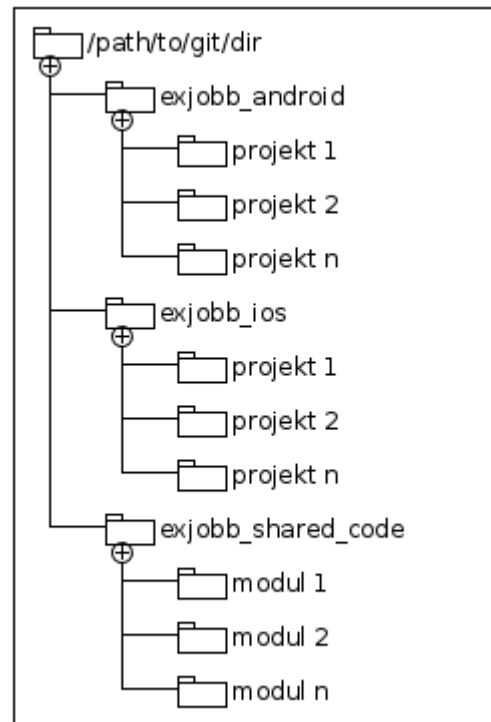 /path/to/git/dir
exjobb_android
projekt 1
projekt 2
projekt n
exjobb_ios
projekt 1
projekt 2
projekt n
exjobb_shared_code
modul 1
modul 2
modul n